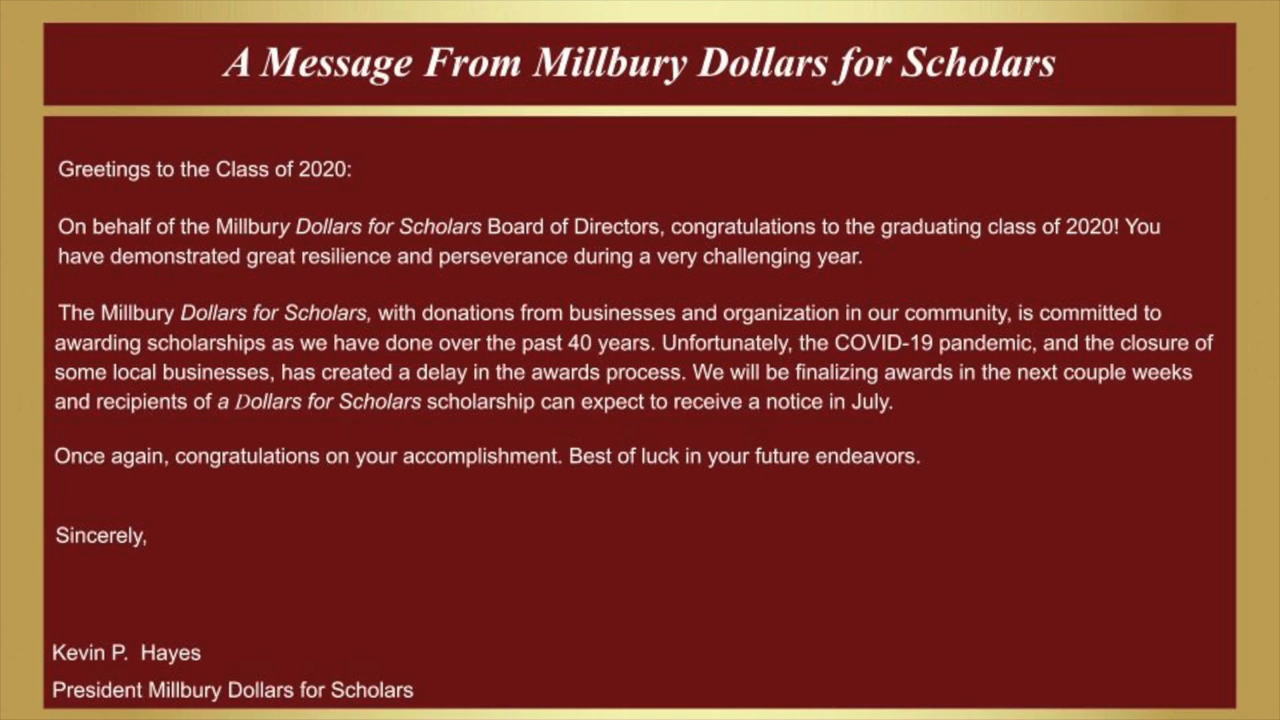 A Message From Millbury Dollars for Scholars
Greetings to the Class of 2020:
On behalf of the Millbury Dollars for Scholars Board of Directors, congratulations to the graduating class of 2020! You
have demonstrated great resilience and perseverance during a very challenging year.
The Millbury Dollars for Scholars, with donations from businesses and organization in our community, is committed to
awarding scholarships as we have done over the past 40 years. Unfortunately, the COVID-19 pandemic, and the closure of
some local businesses, has created a delay in the awards process. We will be finalizing awards in the next couple weeks
and recipients of a Dollars for Scholars scholarship can expect to receive a notice in July.
Once again, congratulations on your accomplishment. Best of luck in your future endeavors.
Sincerely,
Kevin P.  Hayes
President Millbury Dollars for Scholars